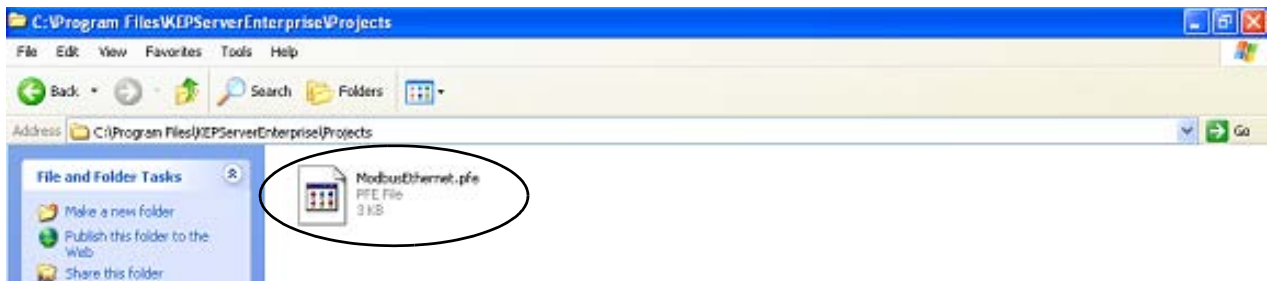 C:\Program Files\KEPServerEnterprise\Projects
File Edit View Favorites Tools Help
Back Search Folders
Address C:\Program Files\KEPServerEnterprise\Projects Go
File and Folder Tasks
Make a new folder
Publish this folder to the
Web
Share this folder
ModbusEthernet.pfe
PFE File
3 KB